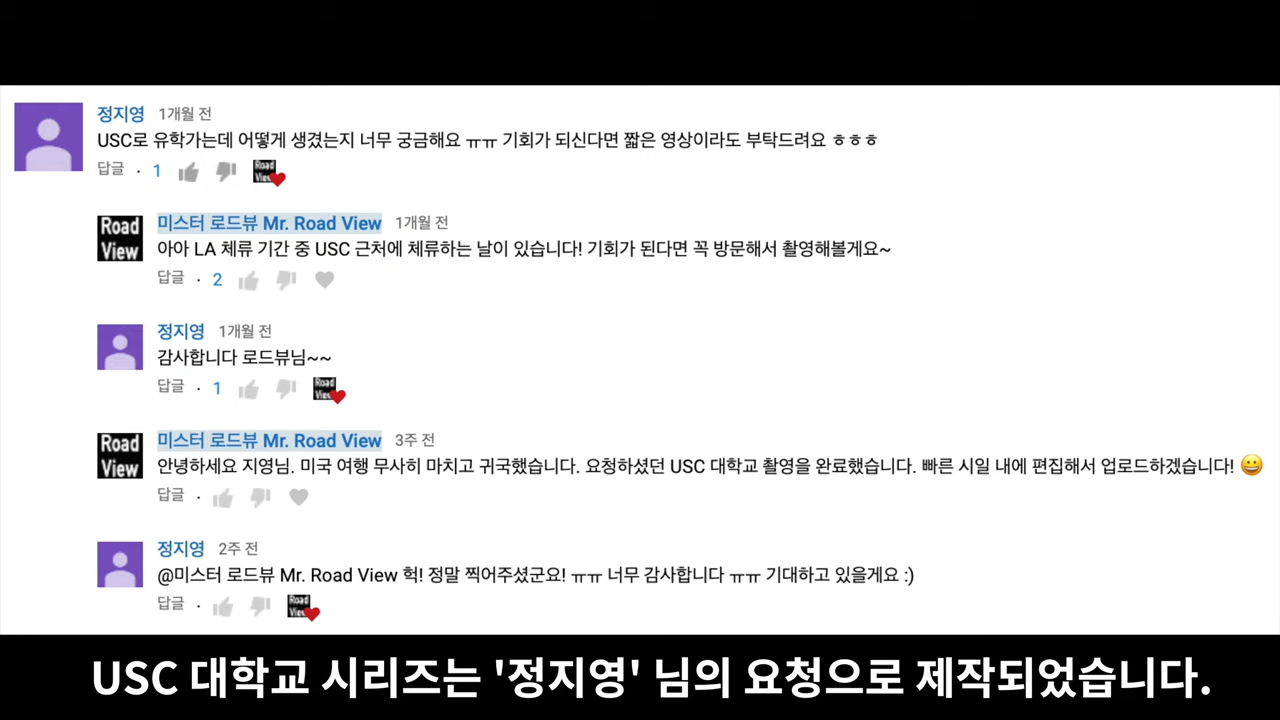 정지영 1개월 전
USC로 유학가는데 어떻게 생겼는지 너무 궁금해요 ㅠㅠ 기회가 되신다면 짧은 영상이라도 부탁드려요 ㅎㅎㅎ
답글 · 1 Road View
Road View
미스터 로드뷰 Mr. Road View 1개월 전
아아 LA 체류 기간 중 USC 근처에 체류하는 날이 있습니다! 기회가 된다면 꼭 방문해서 촬영해볼게요~
답글 · 2
정지영 1개월 전
감사합니다 로드뷰님~~
답글 · 1 Road View
Road View
미스터 로드뷰 Mr. Road View 3주 전
안녕하세요 지영님. 미국 여행 무사히 마치고 귀국했습니다. 요청하셨던 USC 대학교 촬영을 완료했습니다. 빠른 시일 내에 편집해서 업로드하겠습니다! 😀
답글 ·
정지영 2주 전
@미스터 로드뷰 Mr. Road View 헉! 정말 찍어주셨군요! ㅠㅠ 너무 감사합니다 ㅠㅠ 기대하고 있을게요 :)
답글 · Road View
USC 대학교 시리즈는 '정지영' 님의 요청으로 제작되었습니다.